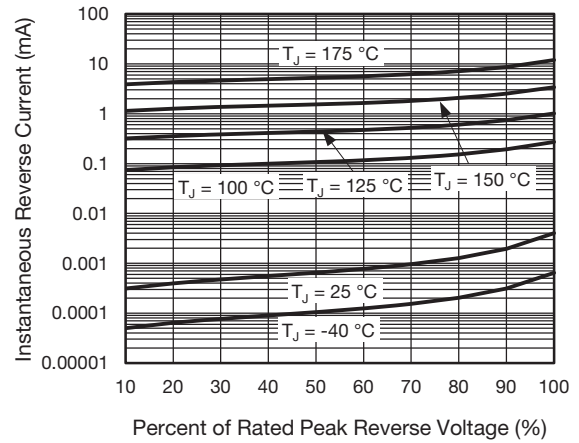 Instantaneous Reverse Current (mA)
100
10
1
0.1
0.01
0.001
0.0001
0.00001
TJ = 175 °C
TJ = 150 °C
TJ = 125 °C
TJ = 100 °C
TJ = 25 °C
TJ = -40 °C
10 20 30 40 50 60 70 80 90 100
Percent of Rated Peak Reverse Voltage (%)